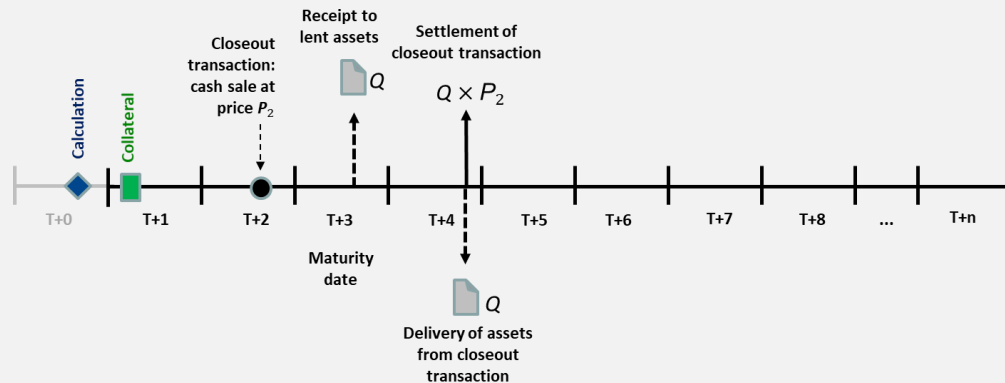 Receipt to
lent assets
Q
Closeout
transaction:
cash sale at
price P₂
Settlement of
closeout transaction
Q × P₂
Calculation
Collateral
T+0
T+1
T+2
T+3
T+4
T+5
T+6
T+7
T+8
...
T+n
Maturity
date
Q
Delivery of assets
from closeout
transaction